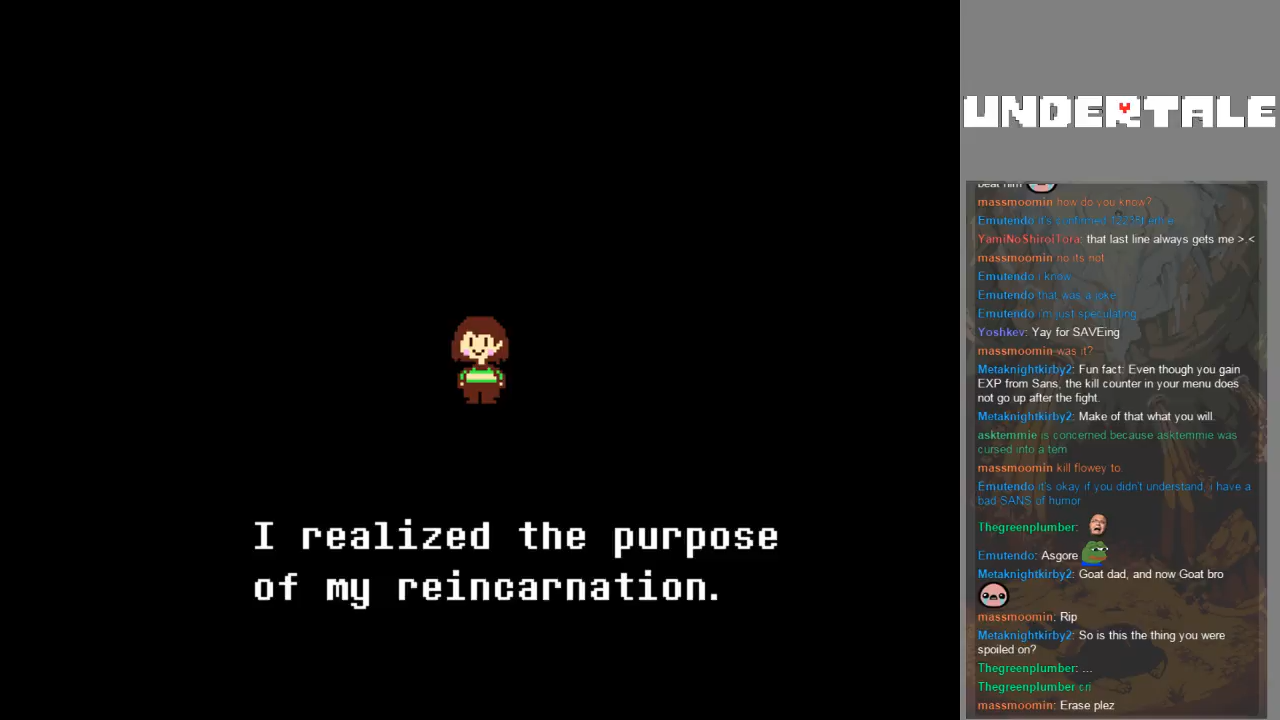 I realized the purpose
of my reincarnation.
UNDERTALE
beat him
massmoomin how do you know?
YamiNoShiroiTora: that last line always gets me >.<
massmoomin no its not
Emutendo i know
Emutendo that was a joke
Emutendo i'm just speculating
Yoshkev: Yay for SAVEing
massmoomin was it?
Metaknightkirby2: Fun fact: Even though you gain
EXP from Sans, the kill counter in your menu does
not go up after the fight.
Metaknightkirby2: Make of that what you will.
asktemmie is concerned because asktemmie was
cursed into a tem
massmoomin kill flowey to.
Emutendo it's okay if you didn't understand, i have a
bad SANS of humor
Thegreenplumber:
Emutendo: Asgore
Metaknightkirby2: Goat dad, and now Goat bro
massmoomin: Rip
Metaknightkirby2: So is this the thing you were
spoiled on?
Thegreenplumber: ...
Thegreenplumber cri
massmoomin: Erase plez